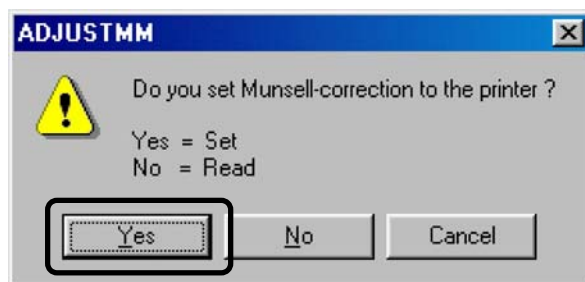 ADJUSTMM
Do you set Munsell-correction to the printer ?
Yes = Set
No = Read
Yes No Cancel